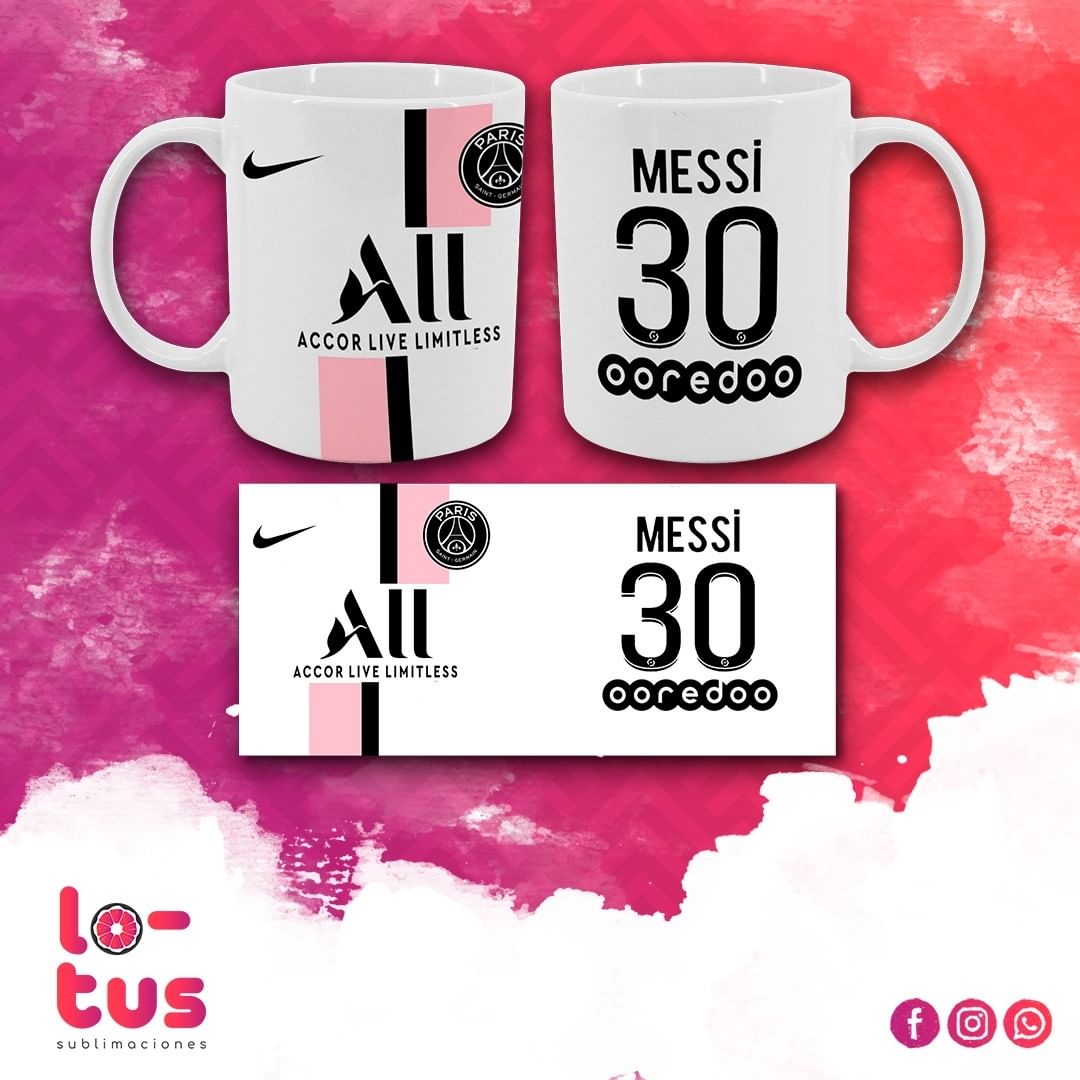 PARIS
SAINT - GERMAIN
All
ACCOR LIVE LIMITLESS
MESSi
30
ooredoo
PARIS
SAINT - GERMAIN
All
ACCOR LIVE LIMITLESS
MESSi
30
ooredoo
lo-
tus
sublimaciones